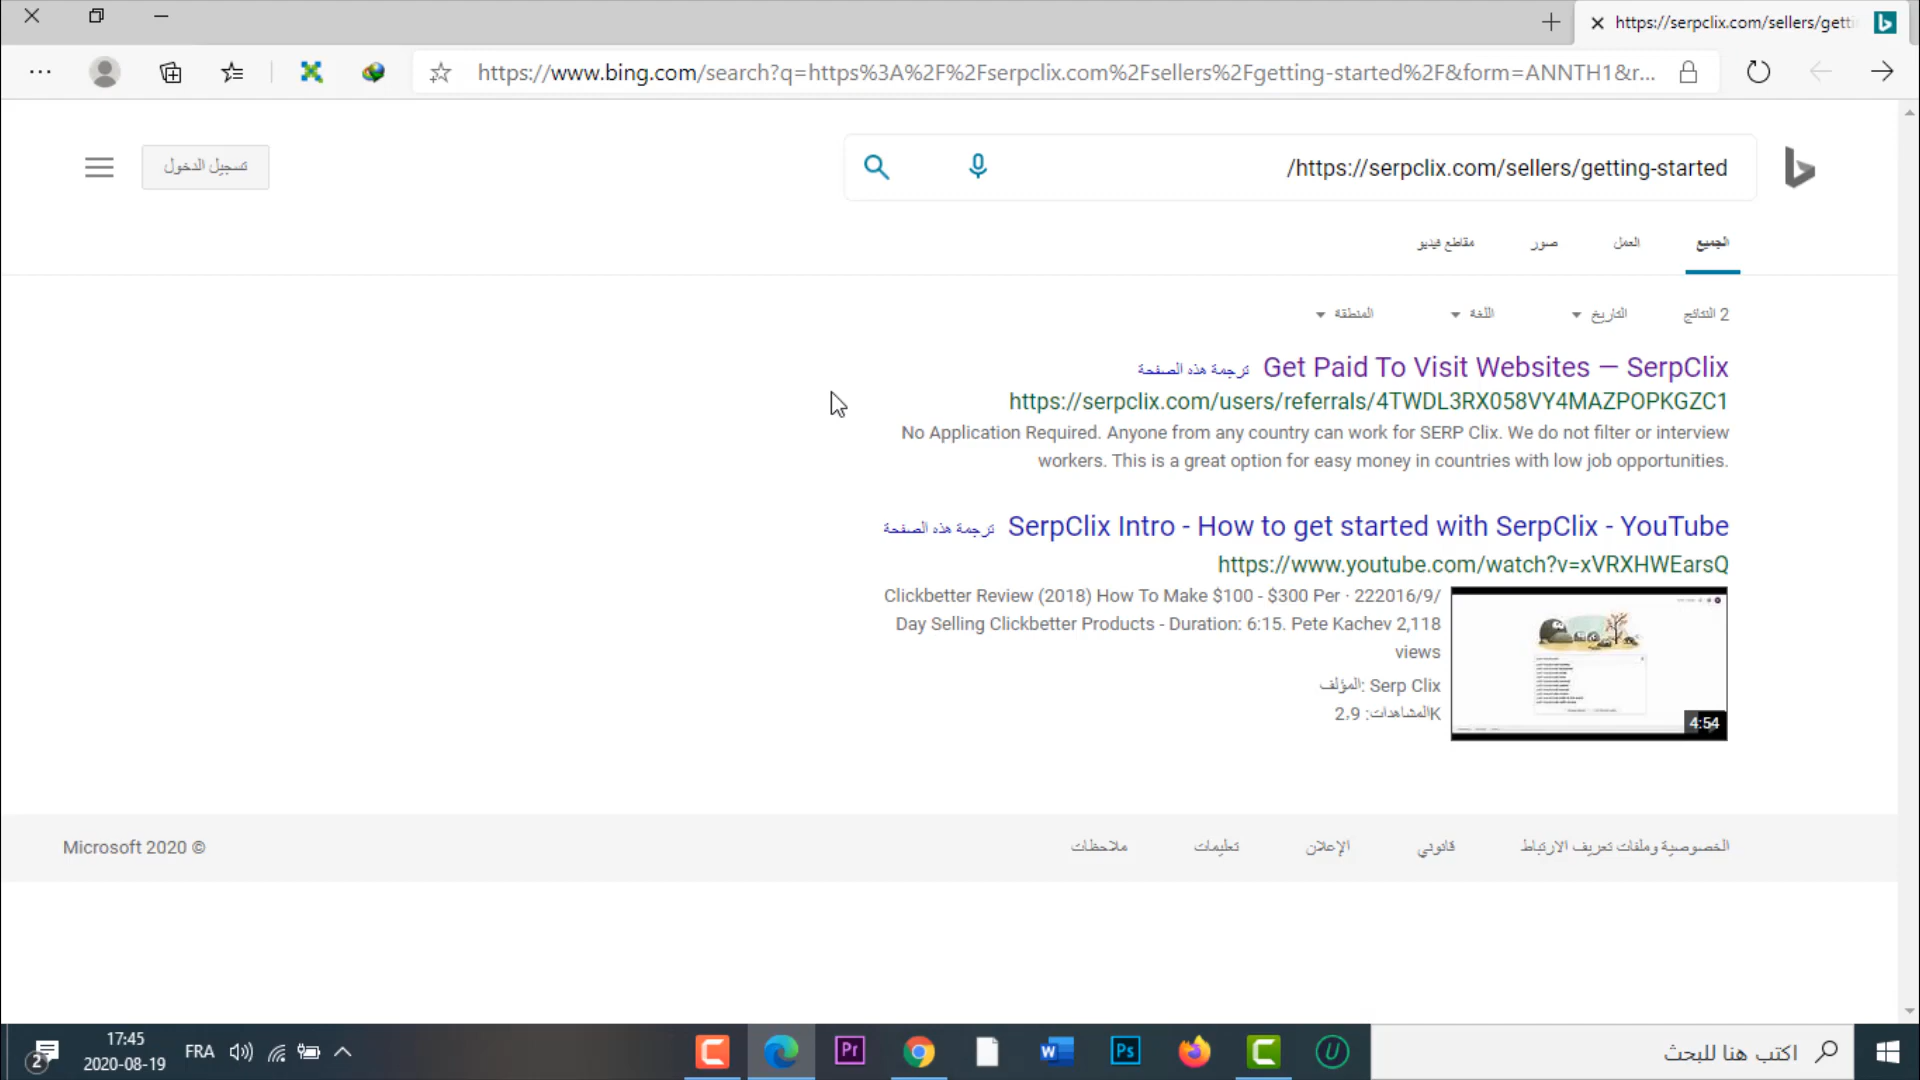 https://serpclix.com/sellers/getti
https://www.bing.com/search?q=https%3A%2F%2Fserpclix.com%2Fsellers%2Fgetting-started%2F&form=ANNTH1&r...
/https://serpclix.com/sellers/getting-started
تسجيل الدخول
الجميع العمل صور مقاطع فيديو
2 النتائج التاريخ اللغة المنطقة
Get Paid To Visit Websites — SerpClix ترجمة هذه الصفحة
https://serpclix.com/users/referrals/4TWDL3RX058VY4MAZPOPKGZC1
No Application Required. Anyone from any country can work for SERP Clix. We do not filter or interview
workers. This is a great option for easy money in countries with low job opportunities.
SerpClix Intro - How to get started with SerpClix - YouTube ترجمة هذه الصفحة
https://www.youtube.com/watch?v=xVRXHWEarsQ
Clickbetter Review (2018) How To Make $100 - $300 Per · 222016/9/
Day Selling Clickbetter Products - Duration: 6:15. Pete Kachev 2,118
views
المؤلف: Serp Clix
المشاهدات: 2,9K
4:54
الخصوصية وملفات تعريف الارتباط قانوني الإعلان تعليمات ملاحظات
Microsoft 2020 ©
اكتب هنا للبحث
Pr
W
Ps
FRA
17:45
2020-08-19
2